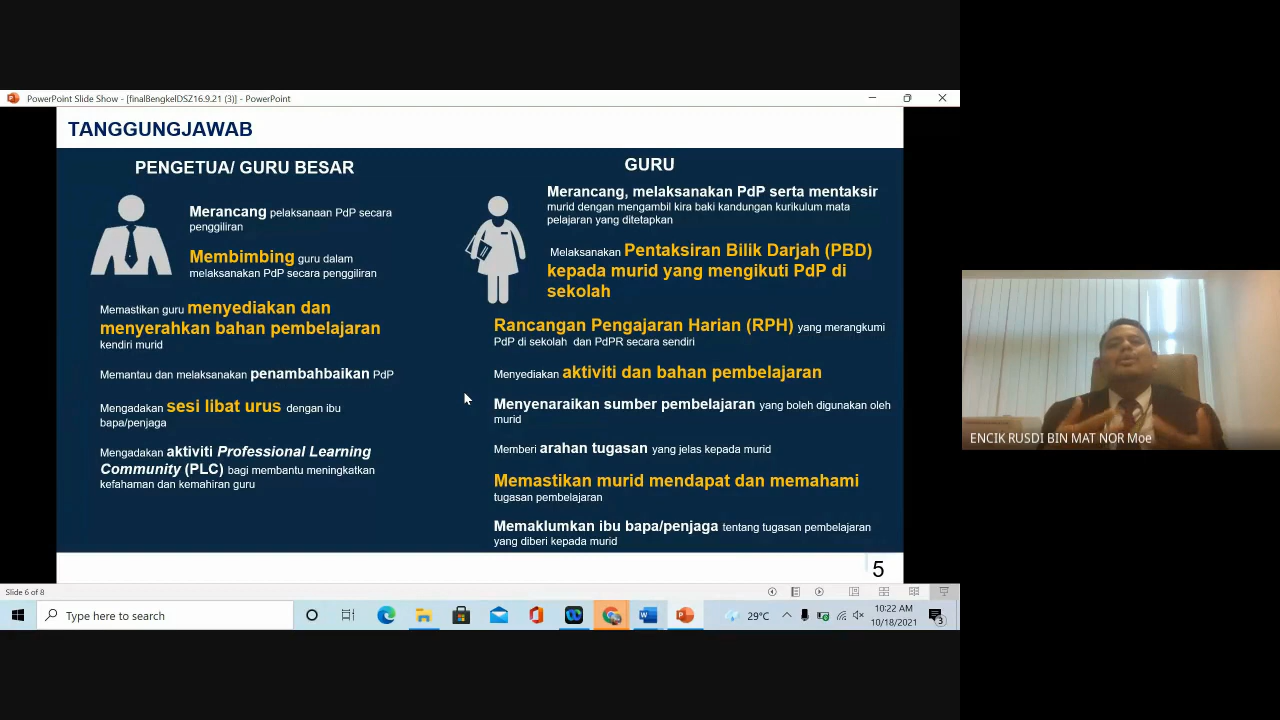 PowerPoint Slide Show - [finalBengkelDSZ16.9.21 (3)] - PowerPoint
TANGGUNGJAWAB
PENGETUA/ GURU BESAR
Merancang pelaksanaan PdP secara
penggiliran
Membimbing guru dalam
melaksanakan PdP secara penggiliran
Memastikan guru menyediakan dan
menyerahkan bahan pembelajaran
kendiri murid
Memantau dan melaksanakan penambahbaikan PdP
Mengadakan sesi libat urus dengan ibu
bapa/penjaga
Mengadakan aktiviti Professional Learning
Community (PLC) bagi membantu meningkatkan
kefahaman dan kemahiran guru
GURU
Merancang, melaksanakan PdP serta mentaksir
murid dengan mengambil kira baki kandungan kurikulum mata
pelajaran yang ditetapkan
Melaksanakan Pentaksiran Bilik Darjah (PBD)
kepada murid yang mengikuti PdP di
sekolah
Rancangan Pengajaran Harian (RPH) yang merangkumi
PdP di sekolah dan PdPR secara sendiri
Menyediakan aktiviti dan bahan pembelajaran
Menyenaraikan sumber pembelajaran yang boleh digunakan oleh
murid
Memberi arahan tugasan yang jelas kepada murid
Memastikan murid mendapat dan memahami
tugasan pembelajaran
Memaklumkan ibu bapa/penjaga tentang tugasan pembelajaran
yang diberi kepada murid
5
ENCIK RUSDI BIN MAT NOR Moe
Slide 6 of 8
Type here to search
29°C
10:22 AM
10/18/2021
3